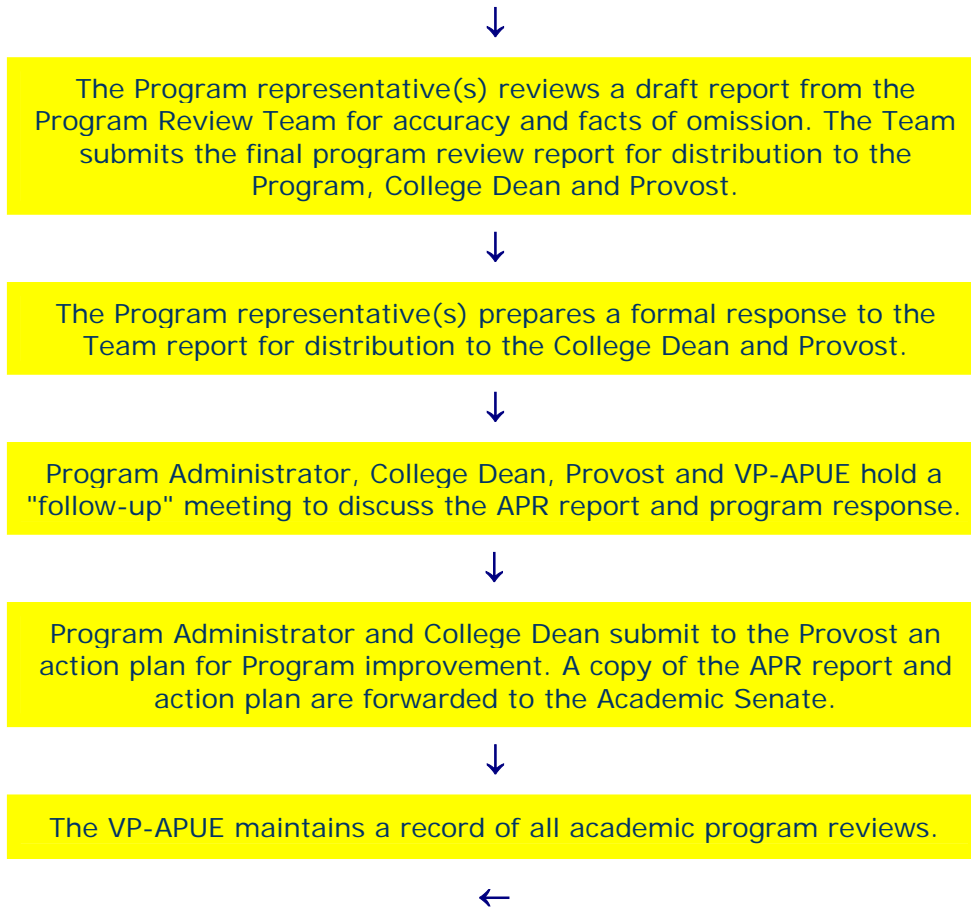 ↓
The Program representative(s) reviews a draft report from the
Program Review Team for accuracy and facts of omission. The Team
submits the final program review report for distribution to the
Program, College Dean and Provost.
↓
The Program representative(s) prepares a formal response to the
Team report for distribution to the College Dean and Provost.
↓
Program Administrator, College Dean, Provost and VP-APUE hold a
"follow-up" meeting to discuss the APR report and program response.
↓
Program Administrator and College Dean submit to the Provost an
action plan for Program improvement. A copy of the APR report and
action plan are forwarded to the Academic Senate.
↓
The VP-APUE maintains a record of all academic program reviews.
←